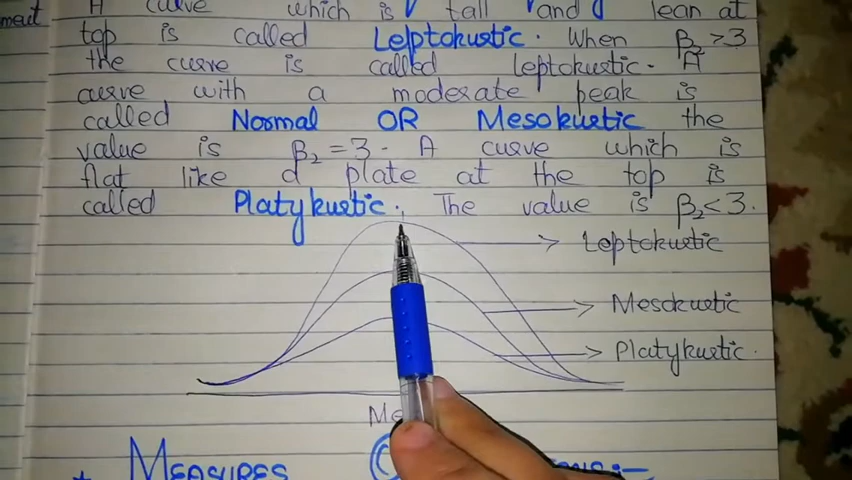 A curve which is tall and lean at
top is called Leptokurtic. When β₂ > 3
the curve is called leptokurtic. A
curve with a moderate peak is
called Normal OR Mesokurtic the
value is β₂ = 3. A curve which is
flat like a plate at the top is
called Platykurtic. The value is β₂ < 3.
Leptokurtic
Mesokurtic
Platykurtic.
MEASURES